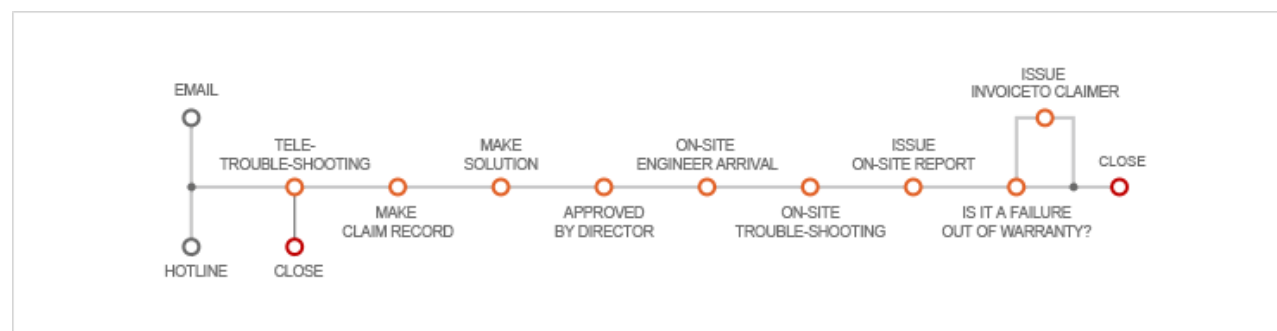 EMAIL
HOTLINE
TELE-
TROUBLE-SHOOTING
CLOSE
MAKE
CLAIM RECORD
MAKE
SOLUTION
APPROVED
BY DIRECTOR
ON-SITE
ENGINEER ARRIVAL
ON-SITE
TROUBLE-SHOOTING
ISSUE
ON-SITE REPORT
IS IT A FAILURE
OUT OF WARRANTY?
ISSUE
INVOICETO CLAIMER
CLOSE